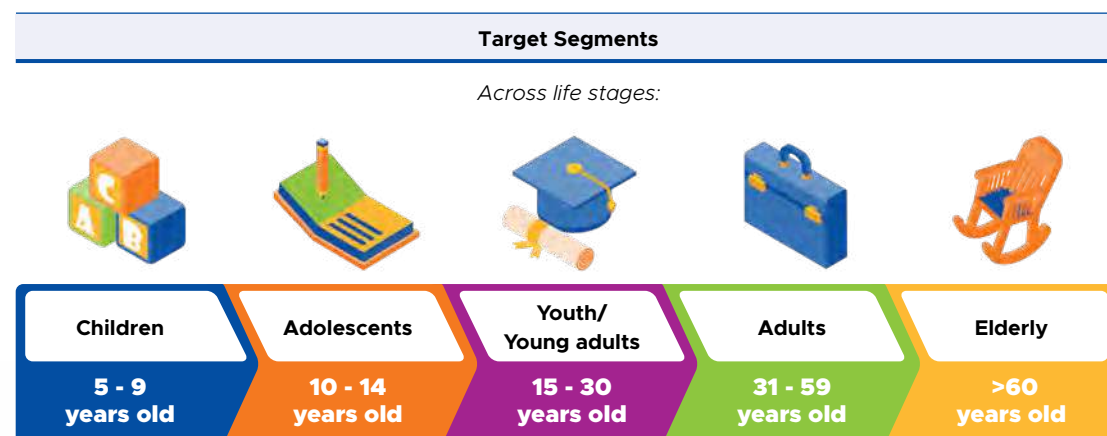 Target Segments
Across life stages:
C
A
B
Children
Adolescents
Youth/
Young adults
Adults
Elderly
5 - 9
years old
10 - 14
years old
15 - 30
years old
31 - 59
years old
>60
years old